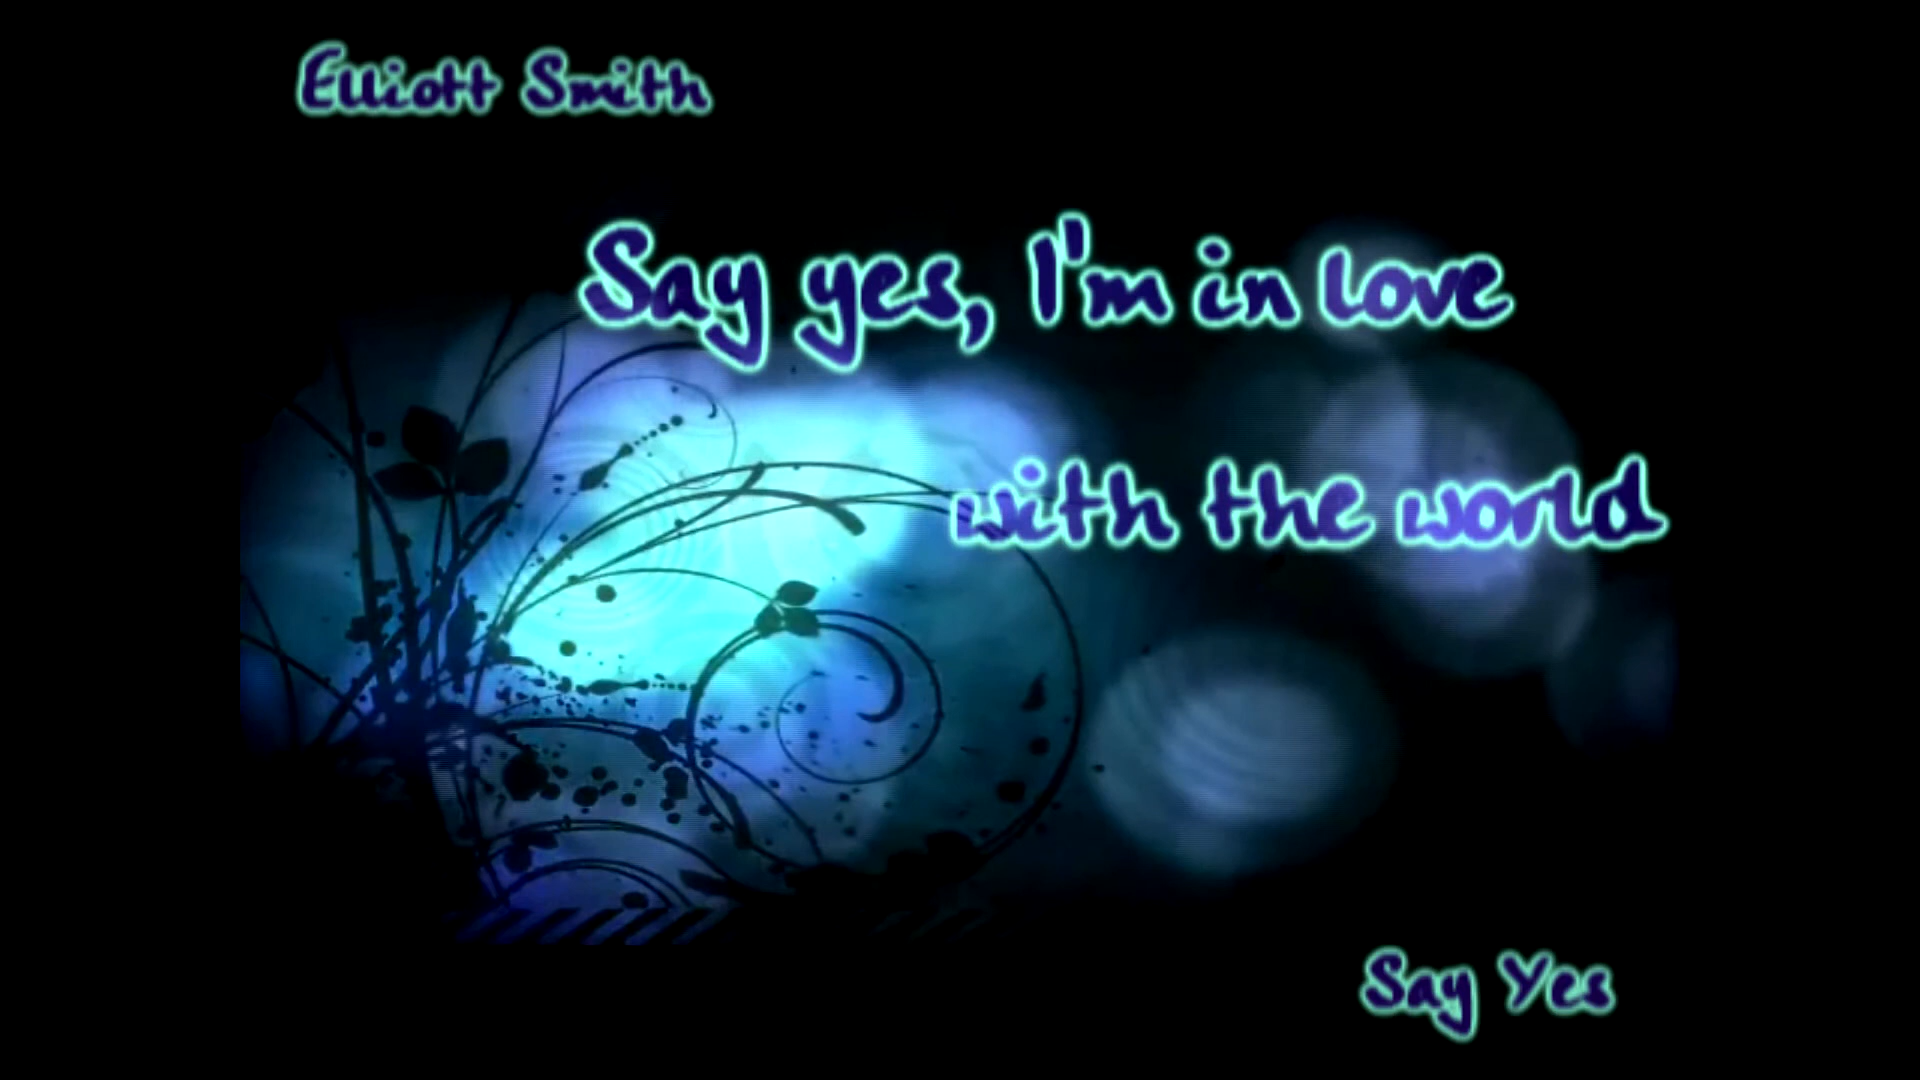 Elliott Smith
Say yes, I'm in love
with the world
Say Yes